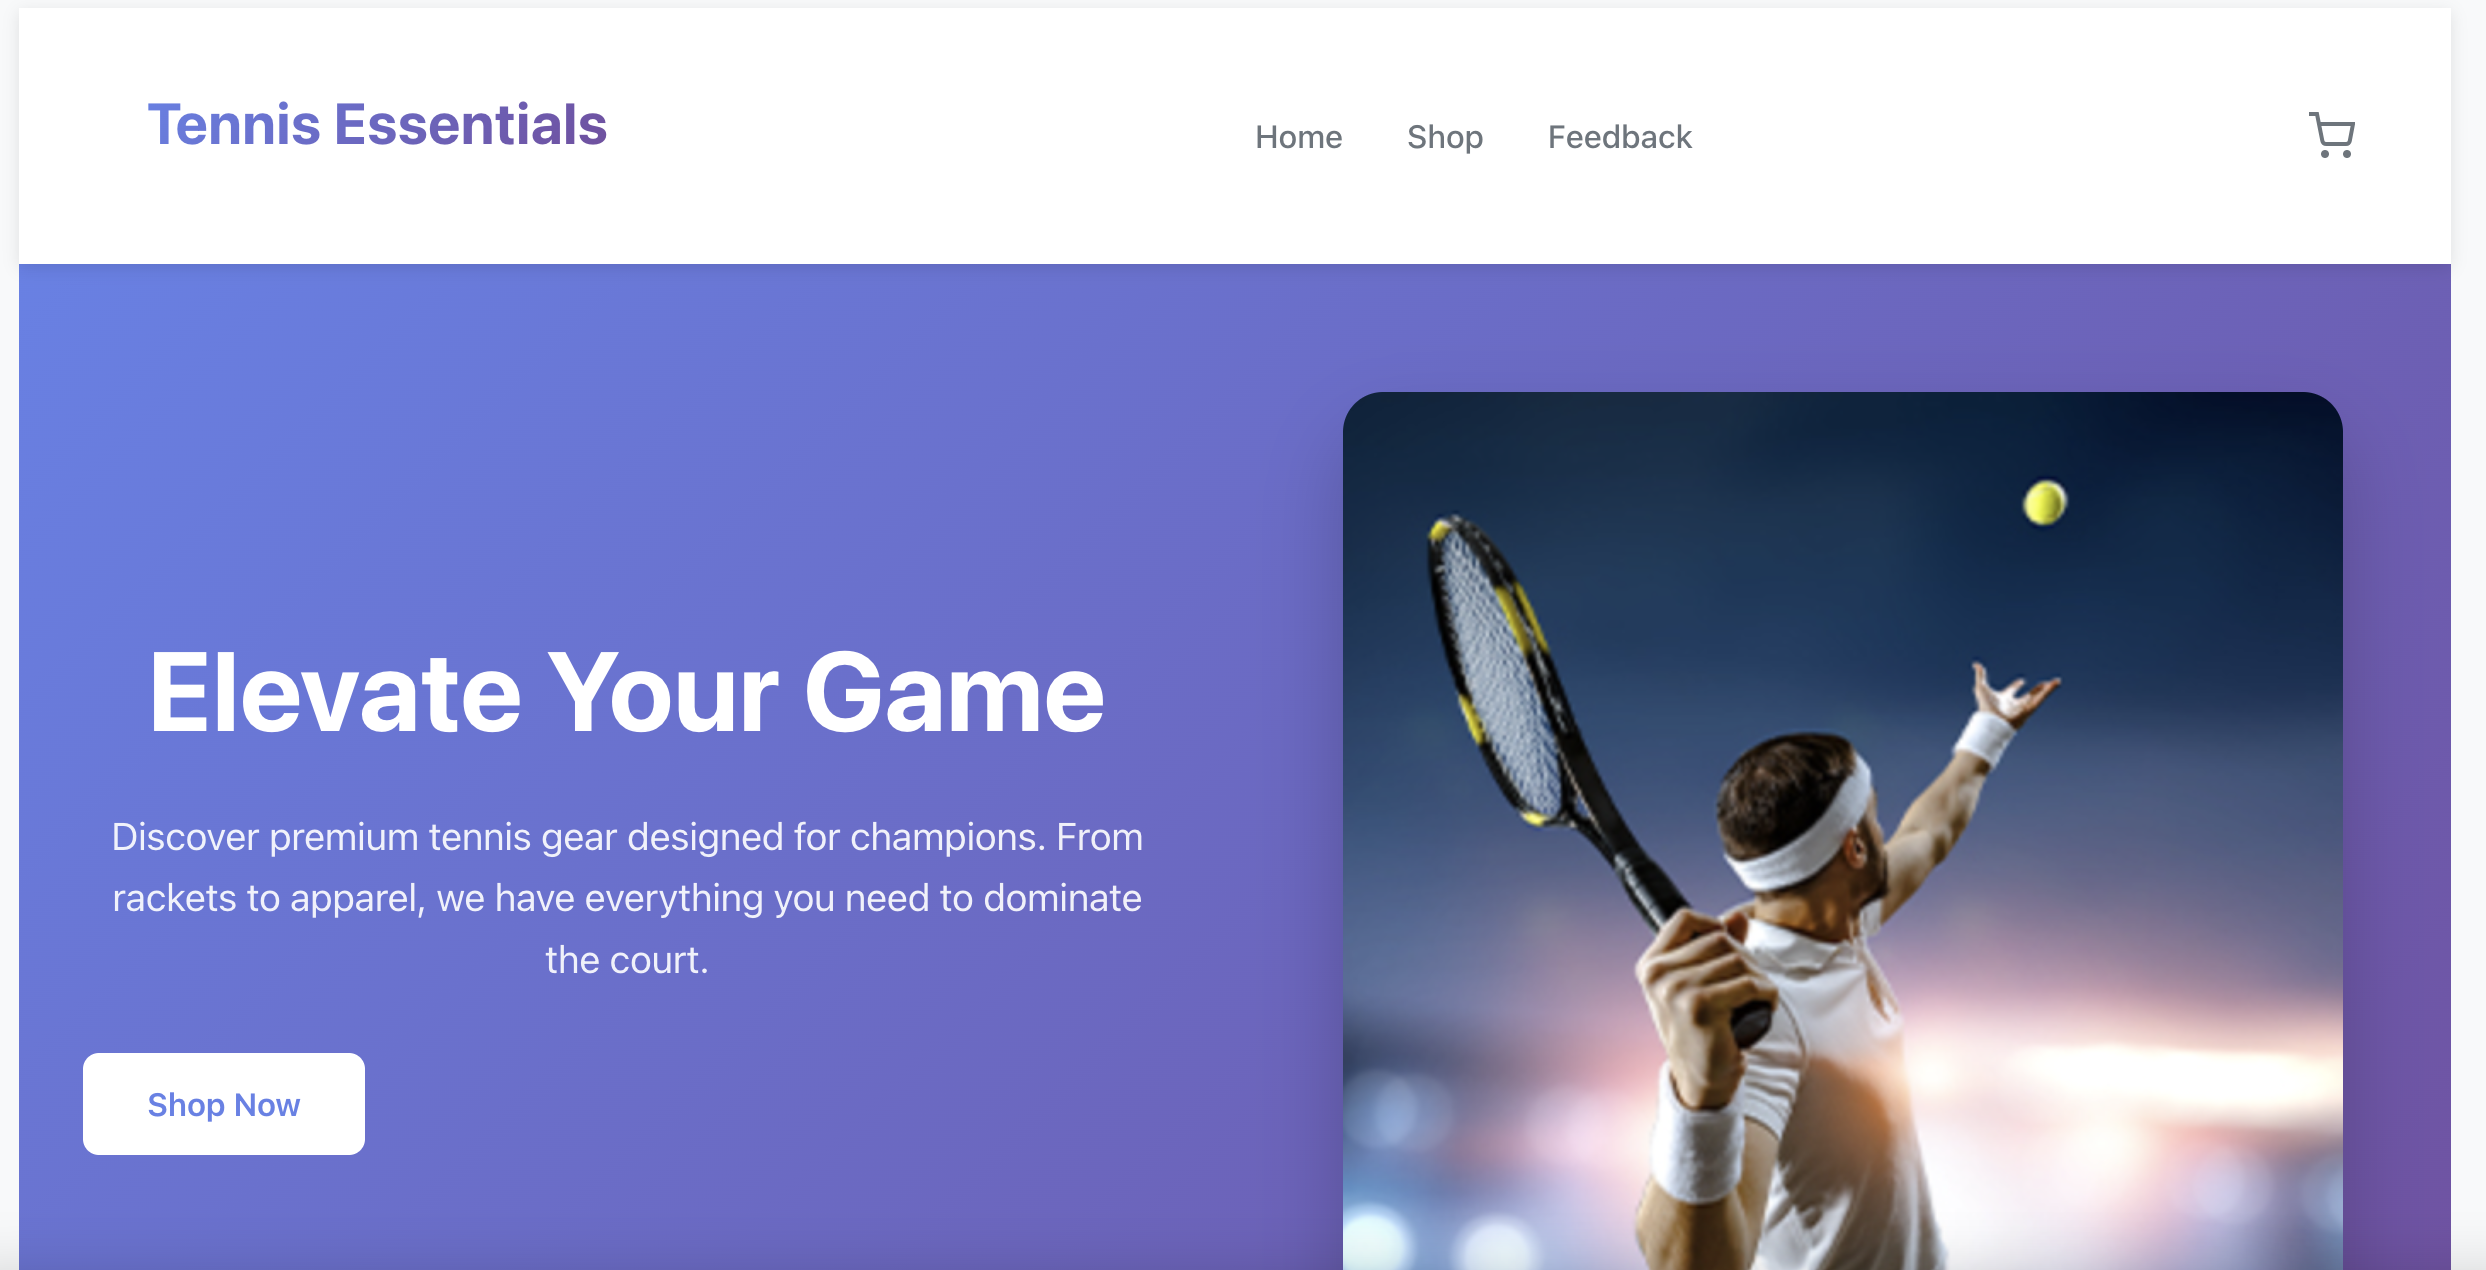 Tennis Essentials
Home Shop Feedback
Elevate Your Game
Discover premium tennis gear designed for champions. From
rackets to apparel, we have everything you need to dominate
the court.
Shop Now